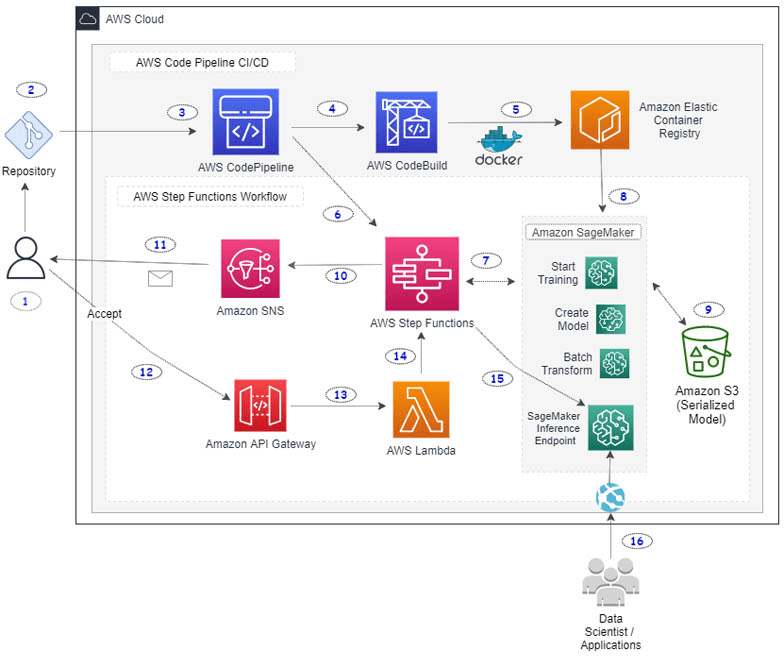 AWS Cloud
AWS Code Pipeline CI/CD
2
3
4
5
Amazon Elastic
Container
Registry
AWS CodePipeline
AWS CodeBuild
docker
Repository
AWS Step Functions Workflow
6
8
Amazon SageMaker
11
10
7
Start
Training
1
Amazon SNS
AWS Step Functions
Create
Model
9
Accept
14
Batch
Transform
12
13
15
Amazon S3
(Serialized
Model)
SageMaker
Inference
Endpoint
Amazon API Gateway
AWS Lambda
16
Data
Scientist /
Applications